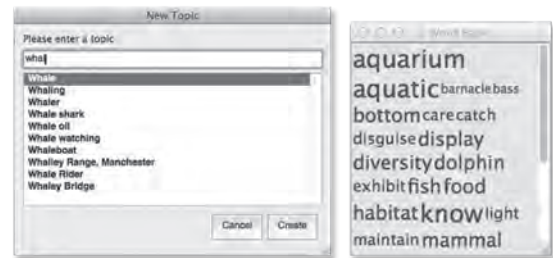 New Topic
Please enter a topic
whal
Whale
Whaling
Whaler
Whale shark
Whale oil
Whale watching
Whaleboat
Whalley Range, Manchester
Whale Rider
Whaley Bridge
Cancel Create
aquarium
aquatic barnacle bass
bottom care catch
disguise display
diversity dolphin
exhibit fish food
habitat know light
maintain mammal